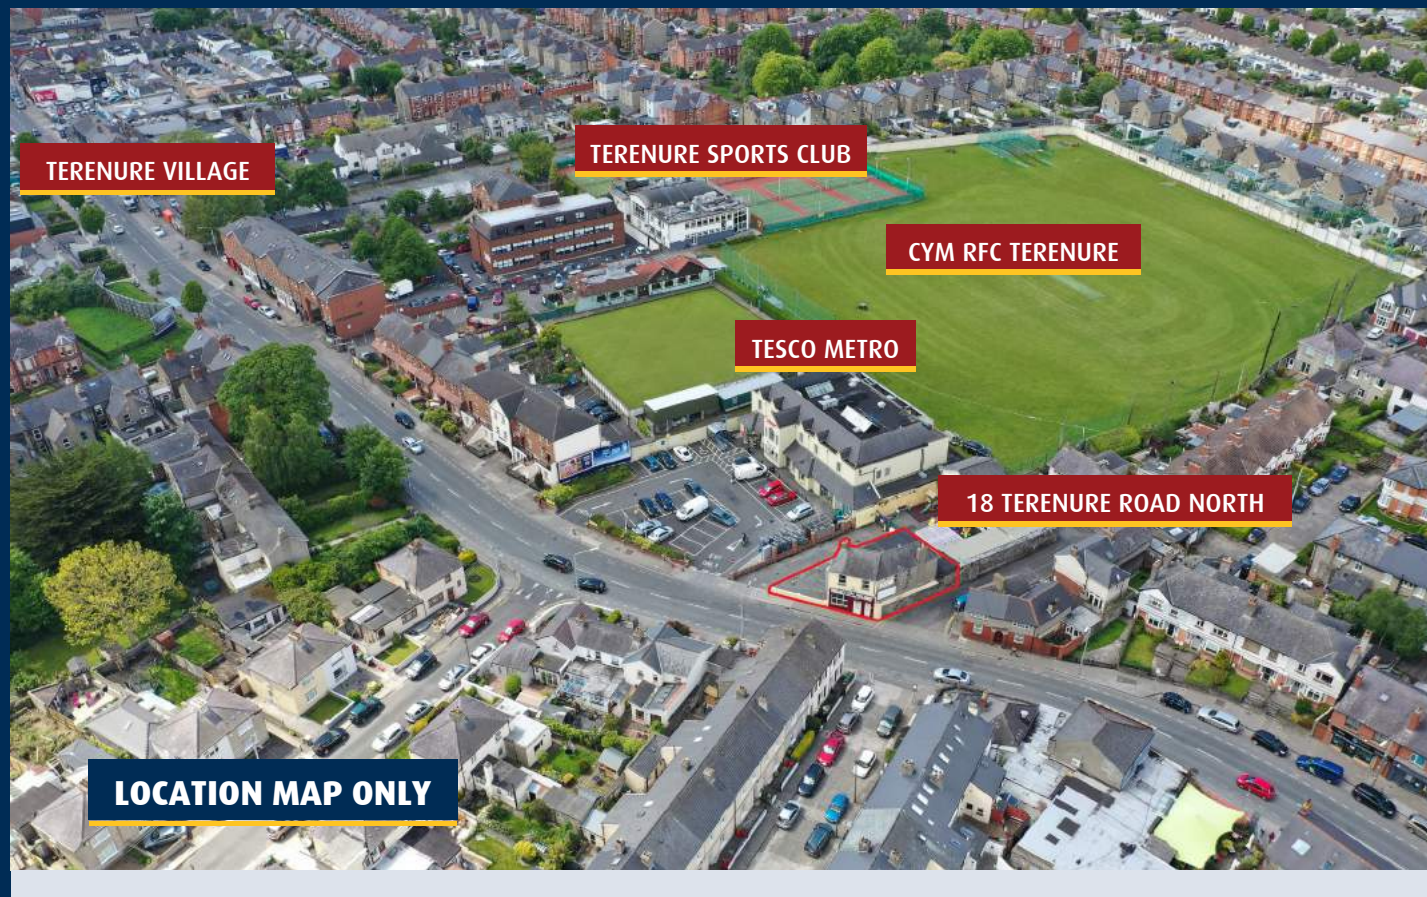 TERENURE SPORTS CLUB
TERENURE VILLAGE
CYM RFC TERENURE
TESCO METRO
18 TERENURE ROAD NORTH
LOCATION MAP ONLY